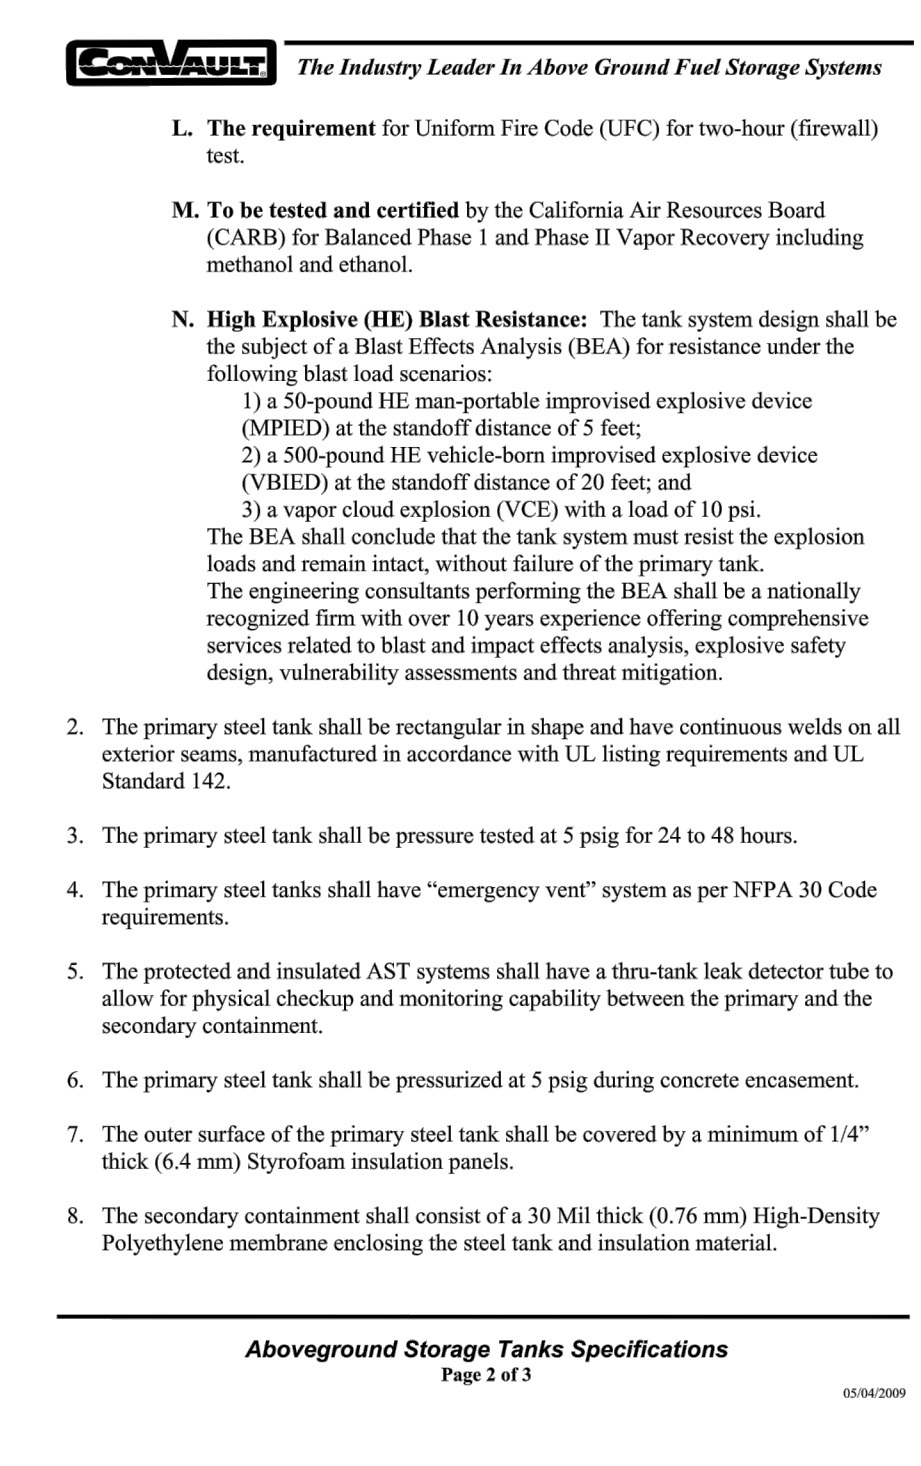 CONVAULT®
The Industry Leader In Above Ground Fuel Storage Systems
L. The requirement for Uniform Fire Code (UFC) for two-hour (firewall)
test.
M. To be tested and certified by the California Air Resources Board
(CARB) for Balanced Phase 1 and Phase II Vapor Recovery including
methanol and ethanol.
N. High Explosive (HE) Blast Resistance: The tank system design shall be
the subject of a Blast Effects Analysis (BEA) for resistance under the
following blast load scenarios:
1) a 50-pound HE man-portable improvised explosive device
(MPIED) at the standoff distance of 5 feet;
2) a 500-pound HE vehicle-born improvised explosive device
(VBIED) at the standoff distance of 20 feet; and
3) a vapor cloud explosion (VCE) with a load of 10 psi.
The BEA shall conclude that the tank system must resist the explosion
loads and remain intact, without failure of the primary tank.
The engineering consultants performing the BEA shall be a nationally
recognized firm with over 10 years experience offering comprehensive
services related to blast and impact effects analysis, explosive safety
design, vulnerability assessments and threat mitigation.
2. The primary steel tank shall be rectangular in shape and have continuous welds on all
exterior seams, manufactured in accordance with UL listing requirements and UL
Standard 142.
3. The primary steel tank shall be pressure tested at 5 psig for 24 to 48 hours.
4. The primary steel tanks shall have “emergency vent” system as per NFPA 30 Code
requirements.
5. The protected and insulated AST systems shall have a thru-tank leak detector tube to
allow for physical checkup and monitoring capability between the primary and the
secondary containment.
6. The primary steel tank shall be pressurized at 5 psig during concrete encasement.
7. The outer surface of the primary steel tank shall be covered by a minimum of 1/4”
thick (6.4 mm) Styrofoam insulation panels.
8. The secondary containment shall consist of a 30 Mil thick (0.76 mm) High-Density
Polyethylene membrane enclosing the steel tank and insulation material.
Aboveground Storage Tanks Specifications
Page 2 of 3
05/04/2009